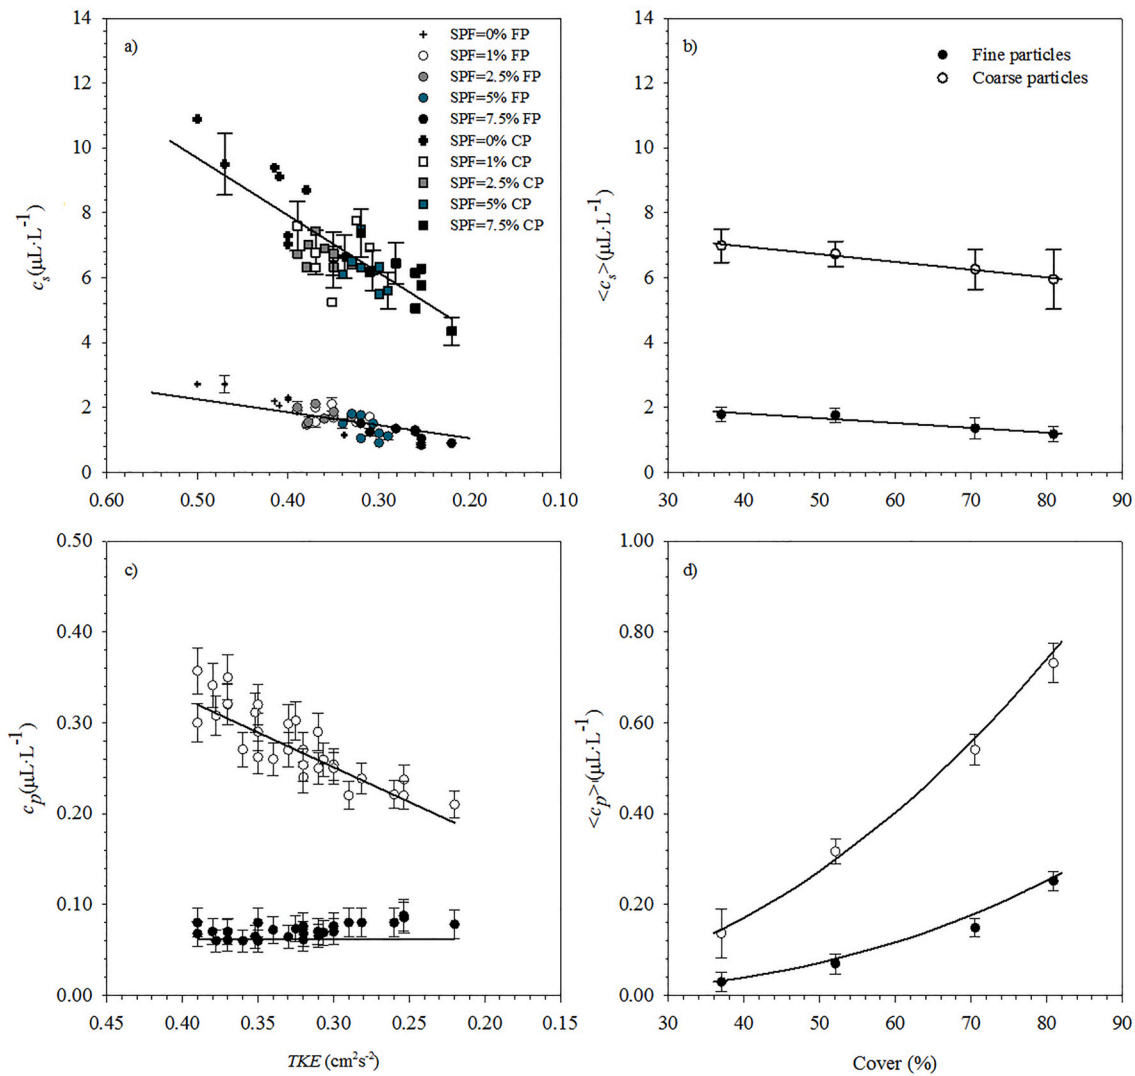 a)
SPF=0% FP
SPF=1% FP
SPF=2.5% FP
SPF=5% FP
SPF=7.5% FP
SPF=0% CP
SPF=1% CP
SPF=2.5% CP
SPF=5% CP
SPF=7.5% CP
14
12
10
8
6
4
2
0
c_s(μL·L⁻¹)
0.60 0.50 0.40 0.30 0.20 0.10
b)
Fine particles
Coarse particles
14
12
10
8
6
4
2
0
<c_s>(μL·L⁻¹)
30 40 50 60 70 80 90
c)
0.50
0.40
0.30
0.20
0.10
0.00
c_p(μL·L⁻¹)
0.45 0.40 0.35 0.30 0.25 0.20 0.15
TKE (cm²s⁻²)
d)
1.00
0.80
0.60
0.40
0.20
0.00
<c_p>(μL·L⁻¹)
30 40 50 60 70 80 90
Cover (%)